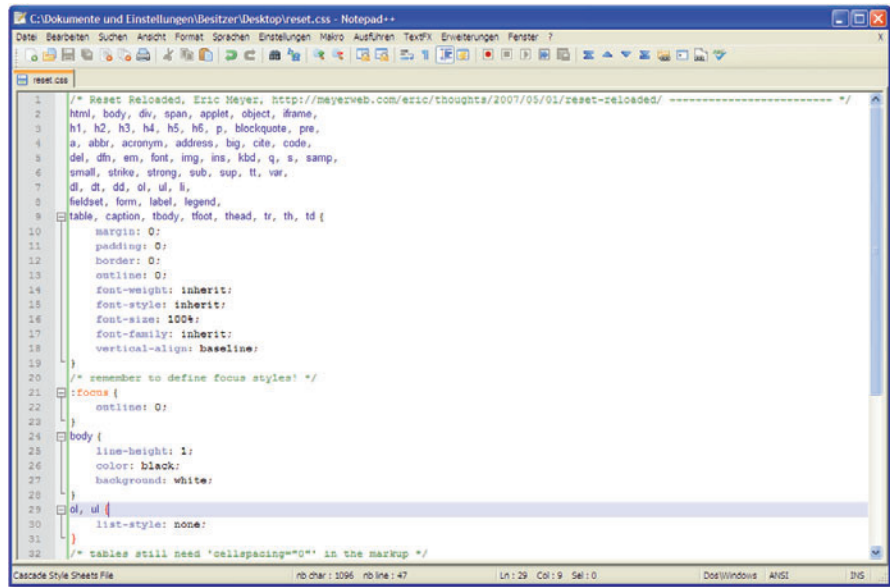 C:\Dokumente und Einstellungen\Besitzer\Desktop\reset.css - Notepad++
Datei Bearbeiten Suchen Ansicht Format Sprachen Einstellungen Makro Ausführen TextFX Erweiterungen Fenster ? X
reset.css
1 /* Reset Reloaded, Eric Meyer, http://meyerweb.com/eric/thoughts/2007/05/01/reset-reloaded/ -------------------------- */
2 html, body, div, span, applet, object, iframe,
3 h1, h2, h3, h4, h5, h6, p, blockquote, pre,
4 a, abbr, acronym, address, big, cite, code,
5 del, dfn, em, font, img, ins, kbd, q, s, samp,
6 small, strike, strong, sub, sup, tt, var,
7 dl, dt, dd, ol, ul, li,
8 fieldset, form, label, legend,
9 table, caption, tbody, tfoot, thead, tr, th, td {
10 margin: 0;
11 padding: 0;
12 border: 0;
13 outline: 0;
14 font-weight: inherit;
15 font-style: inherit;
16 font-size: 100%;
17 font-family: inherit;
18 vertical-align: baseline;
19 }
20 /* remember to define focus styles! */
21 :focus {
22 outline: 0;
23 }
24 body {
25 line-height: 1;
26 color: black;
27 background: white;
28 }
29 ol, ul {
30 list-style: none;
31 }
32 /* tables still need 'cellspacing="0"' in the markup */
Cascade Style Sheets File nb char : 1096 nb line : 47 Ln : 29 Col : 9 Sel : 0 Dos\Windows ANSI INS